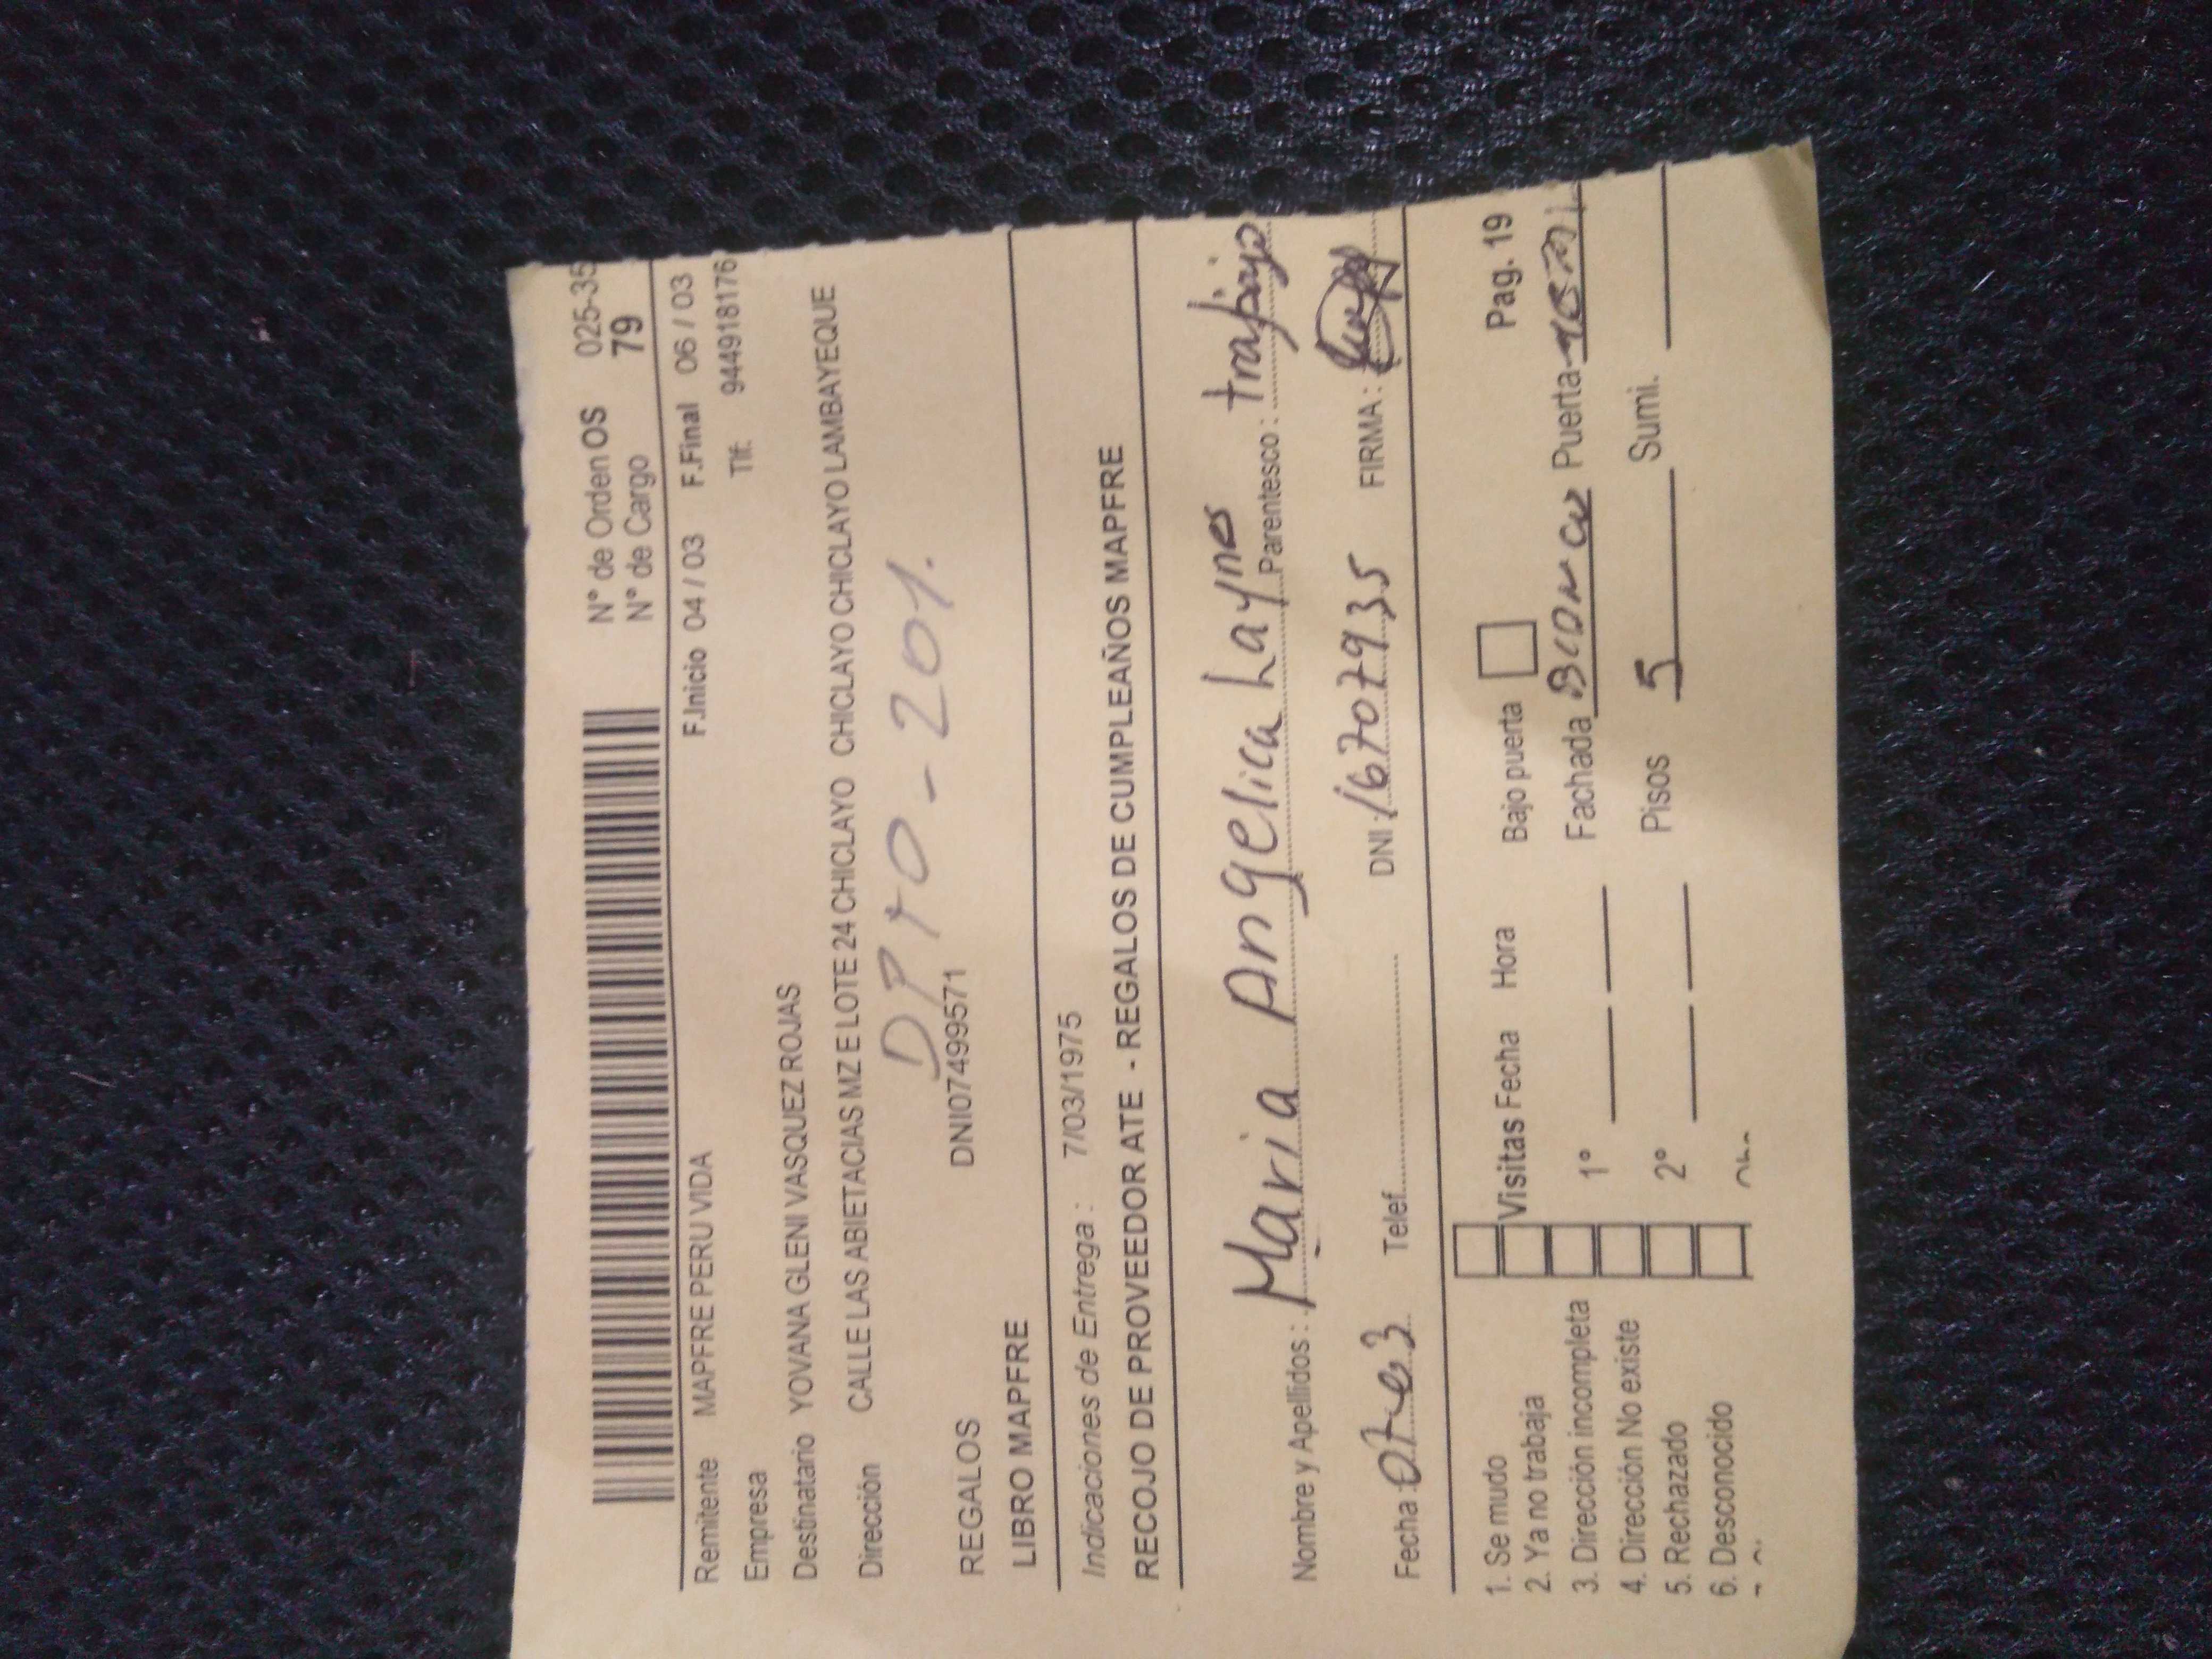 N° de Orden OS 025-35
N° de Cargo 79
F.Inicio 04 / 03 F.Final 06 / 03
Remitente MAPFRE PERU VIDA
Tlf: 944918176
Empresa
Destinatario YOVANA GLENI VASQUEZ ROJAS
Dirección CALLE LAS ABIETACIAS MZ E LOTE 24 CHICLAYO CHICLAYO CHICLAYO LAMBAYEQUE
DPTO - 201.
REGALOS DNI074995571
LIBRO MAPFRE
Indicaciones de Entrega : 7/03/1975
RECOJO DE PROVEEDOR ATE - REGALOS DE CUMPLEAÑOS MAPFRE
Nombre y Apellidos : Maria Angelica Laynes Parentesco : trabajo
Fecha : Telef. DNI : 16707935 FIRMA :
1. Se mudo Bajo puerta Pag. 19
2. Ya no trabaja Visitas Fecha Hora
3. Dirección incompleta 1° Fachada Puerta
4. Dirección No existe
5. Rechazado 2° Pisos 5 Sumi.
6. Desconocido